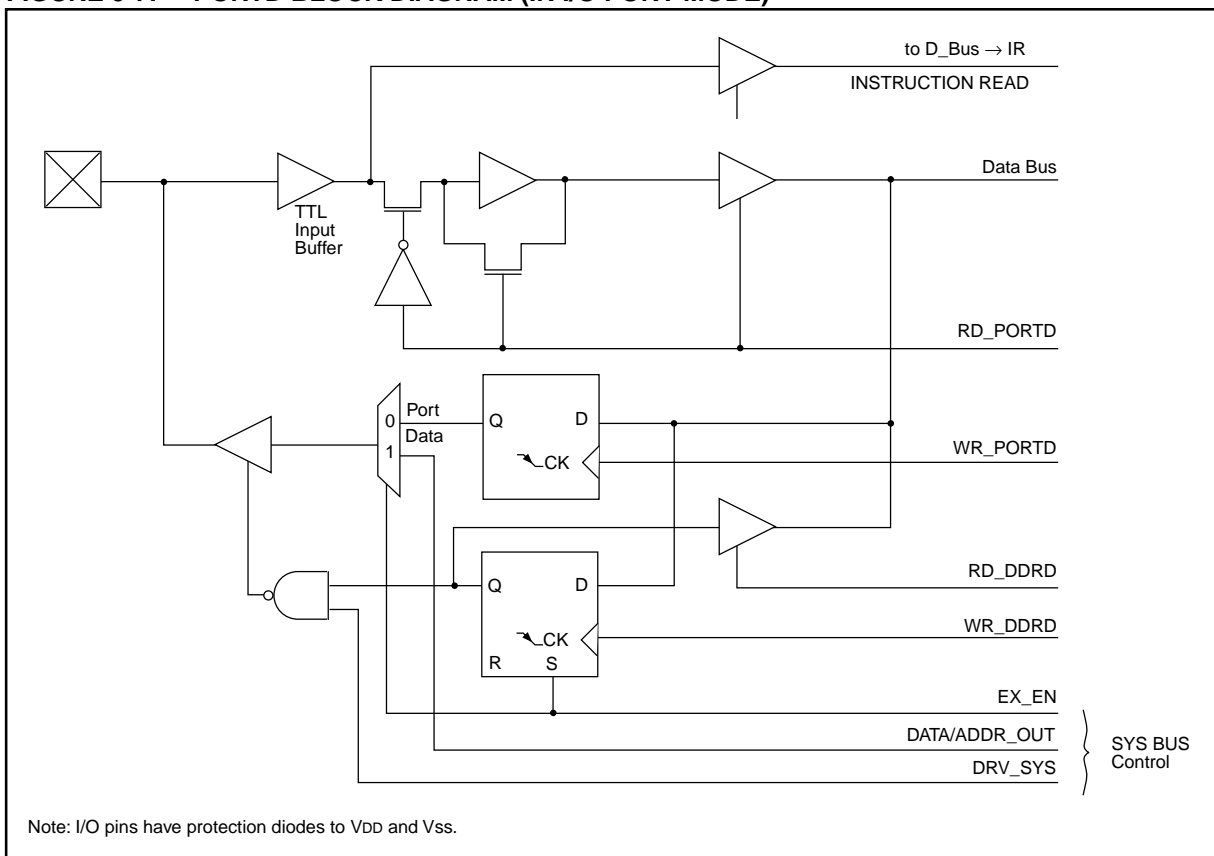 to D_Bus → IR
INSTRUCTION READ
Data Bus
TTL
Input
Buffer
RD_PORTD
Port
0
Data
1
Q
D
CK
WR_PORTD
RD_DDRD
Q
D
CK
WR_DDRD
R
S
EX_EN
DATA/ADDR_OUT
DRV_SYS
SYS BUS
Control
Note: I/O pins have protection diodes to VDD and Vss.